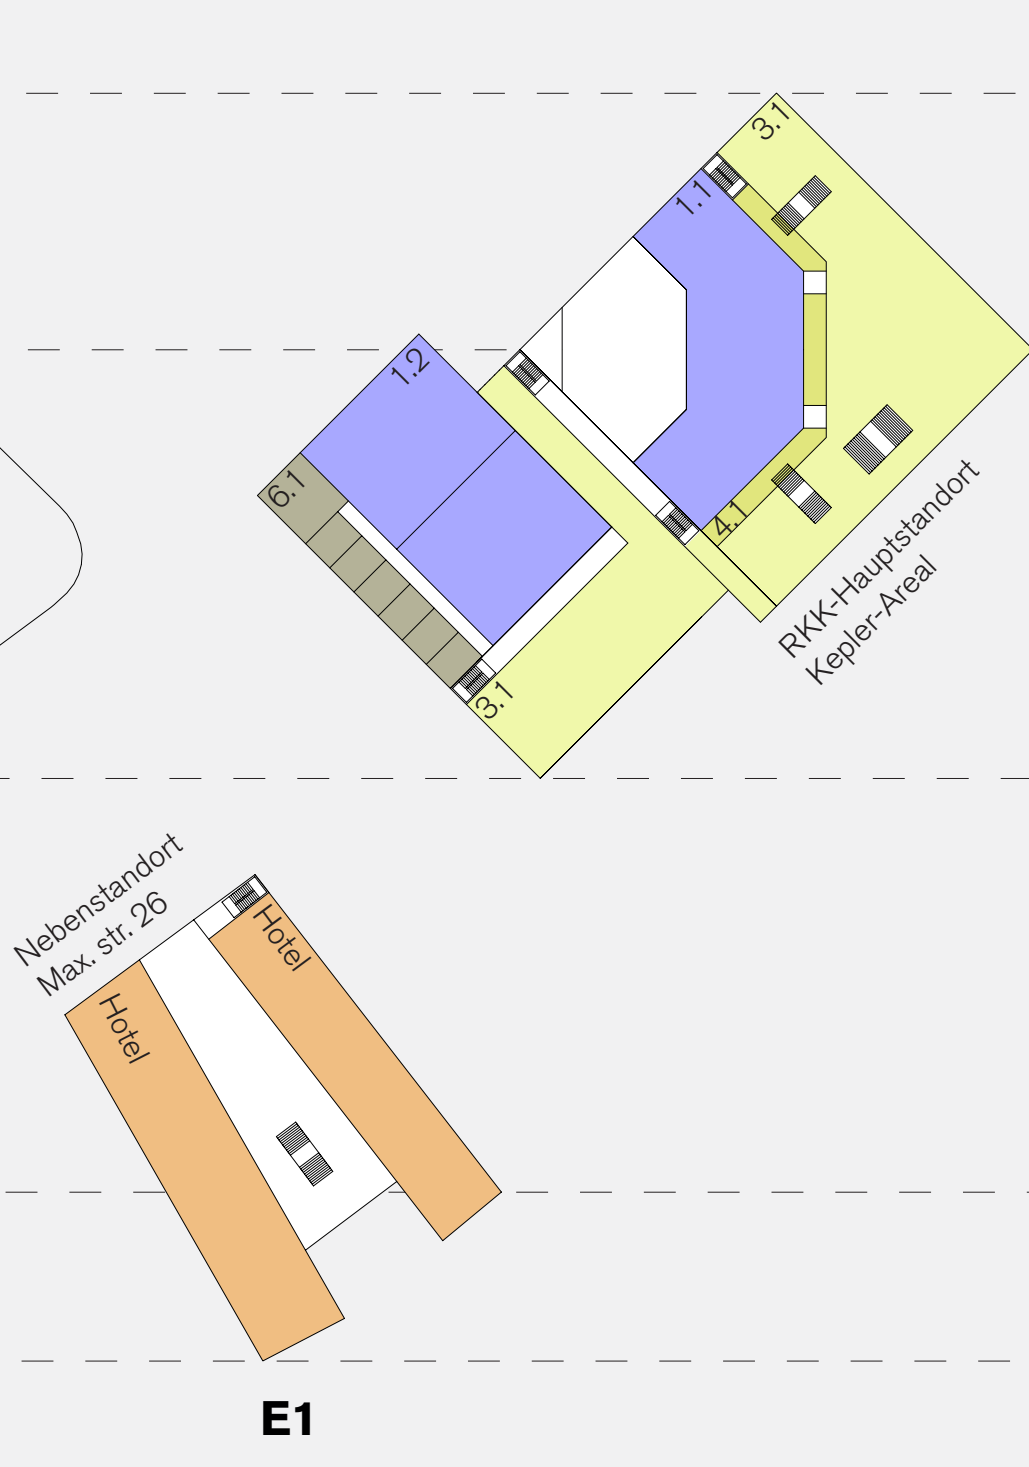 3.1
1.1
1.2
6.1
4.1
3.1
RKK-Hauptstandort
Kepler-Areal
Nebenstandort
Max. str. 26
Hotel
Hotel
E1